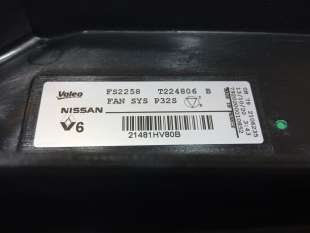 Valeo FS2258 T224806 B
FAN SYS P32S
NISSAN
V6
21481HV80B